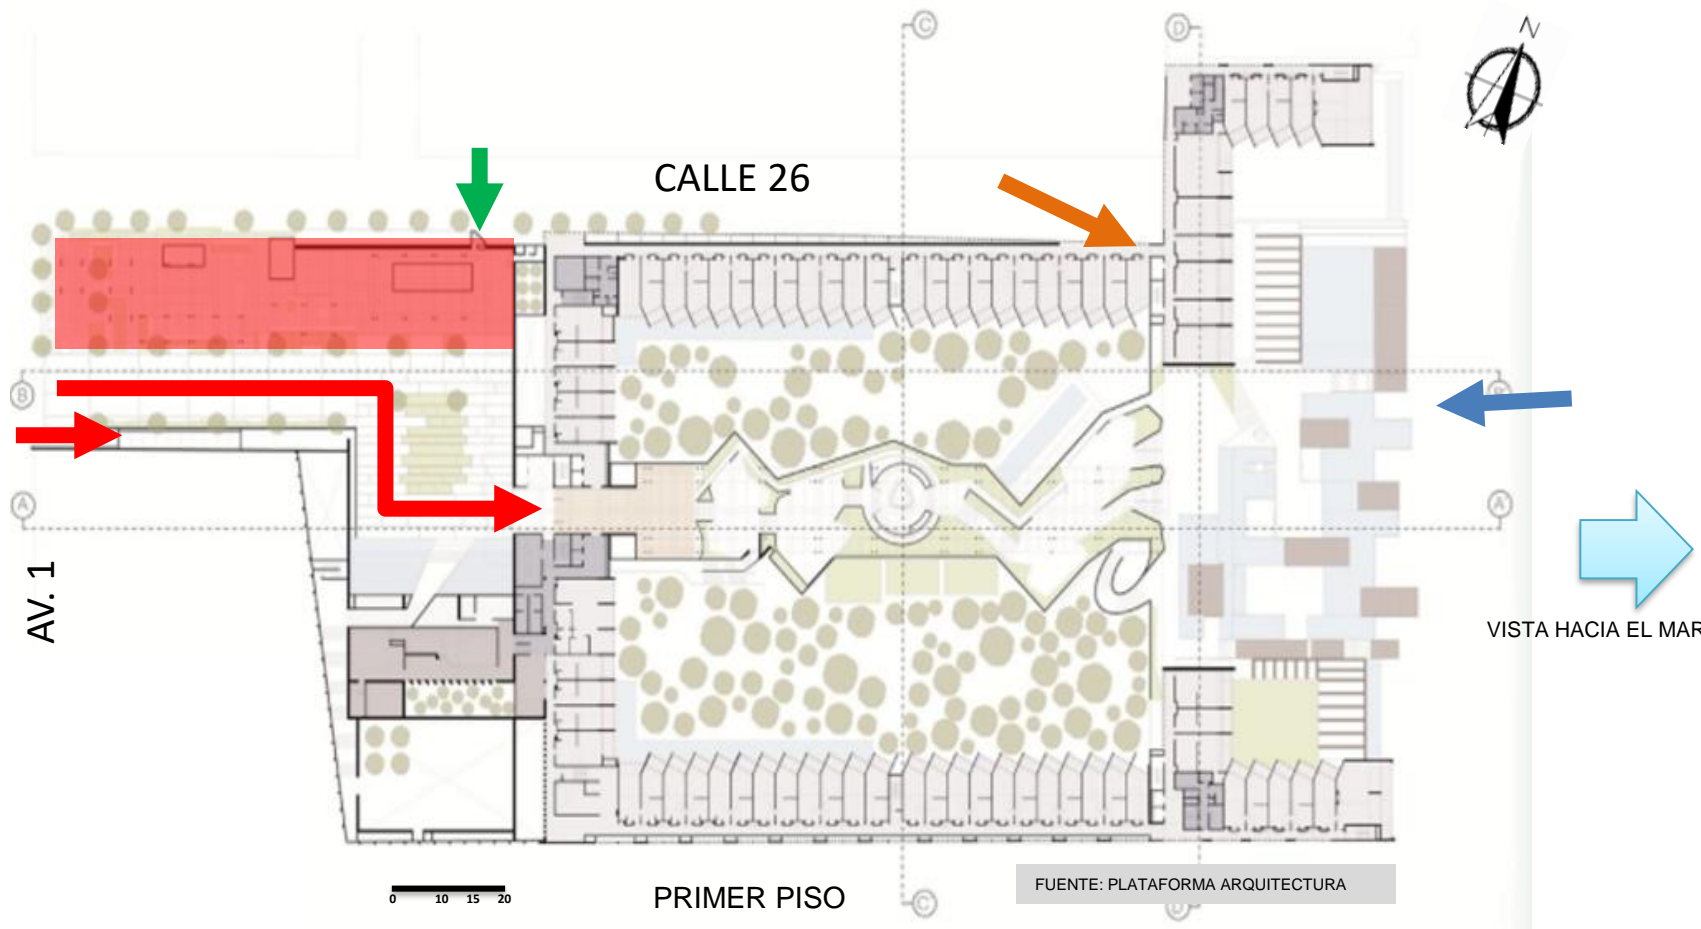 C
D
N
CALLE 26
B
B
A
A
AV. 1
VISTA HACIA EL MAR
0 10 15 20
PRIMER PISO
FUENTE: PLATAFORMA ARQUITECTURA
C
D